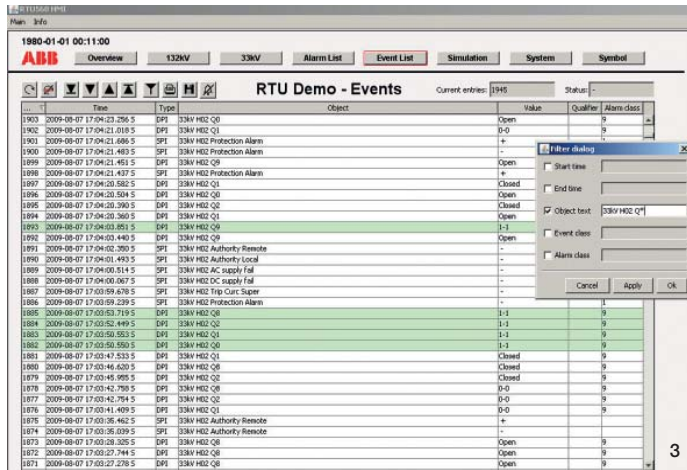 RTU560 HMI
Main Info
1980-01-01 00:11:00
ABB Overview 132kV 33kV Alarm List Event List Simulation System Symbol
RTU Demo - Events Current entries: 1945 Status: -
... Time Type Object Value Qualifier Alarm class
1903 2009-08-07 17:04:23.256 S DPI 33kV H02 Q0 Open 9
1902 2009-08-07 17:04:21.018 S DPI 33kV H02 Q1 0-0 9
1901 2009-08-07 17:04:21.686 S SPI 33kV H02 Protection Alarm +
1900 2009-08-07 17:04:21.483 S SPI 33kV H02 Protection Alarm -
1899 2009-08-07 17:04:21.451 S DPI 33kV H02 Q9 Open
1898 2009-08-07 17:04:21.437 S SPI 33kV H02 Protection Alarm +
1897 2009-08-07 17:04:20.582 S DPI 33kV H02 Q1 Closed
1896 2009-08-07 17:04:20.504 S DPI 33kV H02 Q0 Open
1895 2009-08-07 17:04:20.390 S DPI 33kV H02 Q2 Closed
1894 2009-08-07 17:04:20.360 S DPI 33kV H02 Q1 Open
1893 2009-08-07 17:04:03.851 S DPI 33kV H02 Q9 1-1
1892 2009-08-07 17:04:03.440 S DPI 33kV H02 Q9 Open
1891 2009-08-07 17:04:02.350 S SPI 33kV H02 Authority Remote -
1890 2009-08-07 17:04:01.493 S SPI 33kV H02 Authority Local -
1889 2009-08-07 17:04:00.514 S SPI 33kV H02 AC supply fail -
1888 2009-08-07 17:04:00.067 S SPI 33kV H02 DC supply fail -
1887 2009-08-07 17:03:59.678 S SPI 33kV H02 Trip Curc Super -
1886 2009-08-07 17:03:59.239 S SPI 33kV H02 Protection Alarm - 1
1885 2009-08-07 17:03:53.719 S DPI 33kV H02 Q8 1-1 9
1884 2009-08-07 17:03:52.449 S DPI 33kV H02 Q2 1-1 9
1883 2009-08-07 17:03:50.553 S DPI 33kV H02 Q1 1-1 9
1882 2009-08-07 17:03:50.550 S DPI 33kV H02 Q0 1-1 9
1881 2009-08-07 17:03:47.533 S DPI 33kV H02 Q1 Closed 9
1880 2009-08-07 17:03:46.620 S DPI 33kV H02 Q8 Closed 9
1879 2009-08-07 17:03:45.955 S DPI 33kV H02 Q2 Closed 9
1878 2009-08-07 17:03:42.758 S DPI 33kV H02 Q8 0-0 9
1877 2009-08-07 17:03:42.754 S DPI 33kV H02 Q2 0-0 9
1876 2009-08-07 17:03:41.409 S DPI 33kV H02 Q1 0-0 9
1875 2009-08-07 17:03:35.462 S SPI 33kV H02 Authority Remote +
1874 2009-08-07 17:03:35.039 S SPI 33kV H02 Authority Remote -
1873 2009-08-07 17:03:28.325 S DPI 33kV H02 Q8 Open 9
1872 2009-08-07 17:03:27.744 S DPI 33kV H02 Q8 Open 9
1871 2009-08-07 17:03:27.278 S DPI 33kV H02 Q8 Open 9
Filter dialog
Start time
End time
Object text 33kV H02 Q*
Event class
Alarm class
Cancel Apply Ok
3